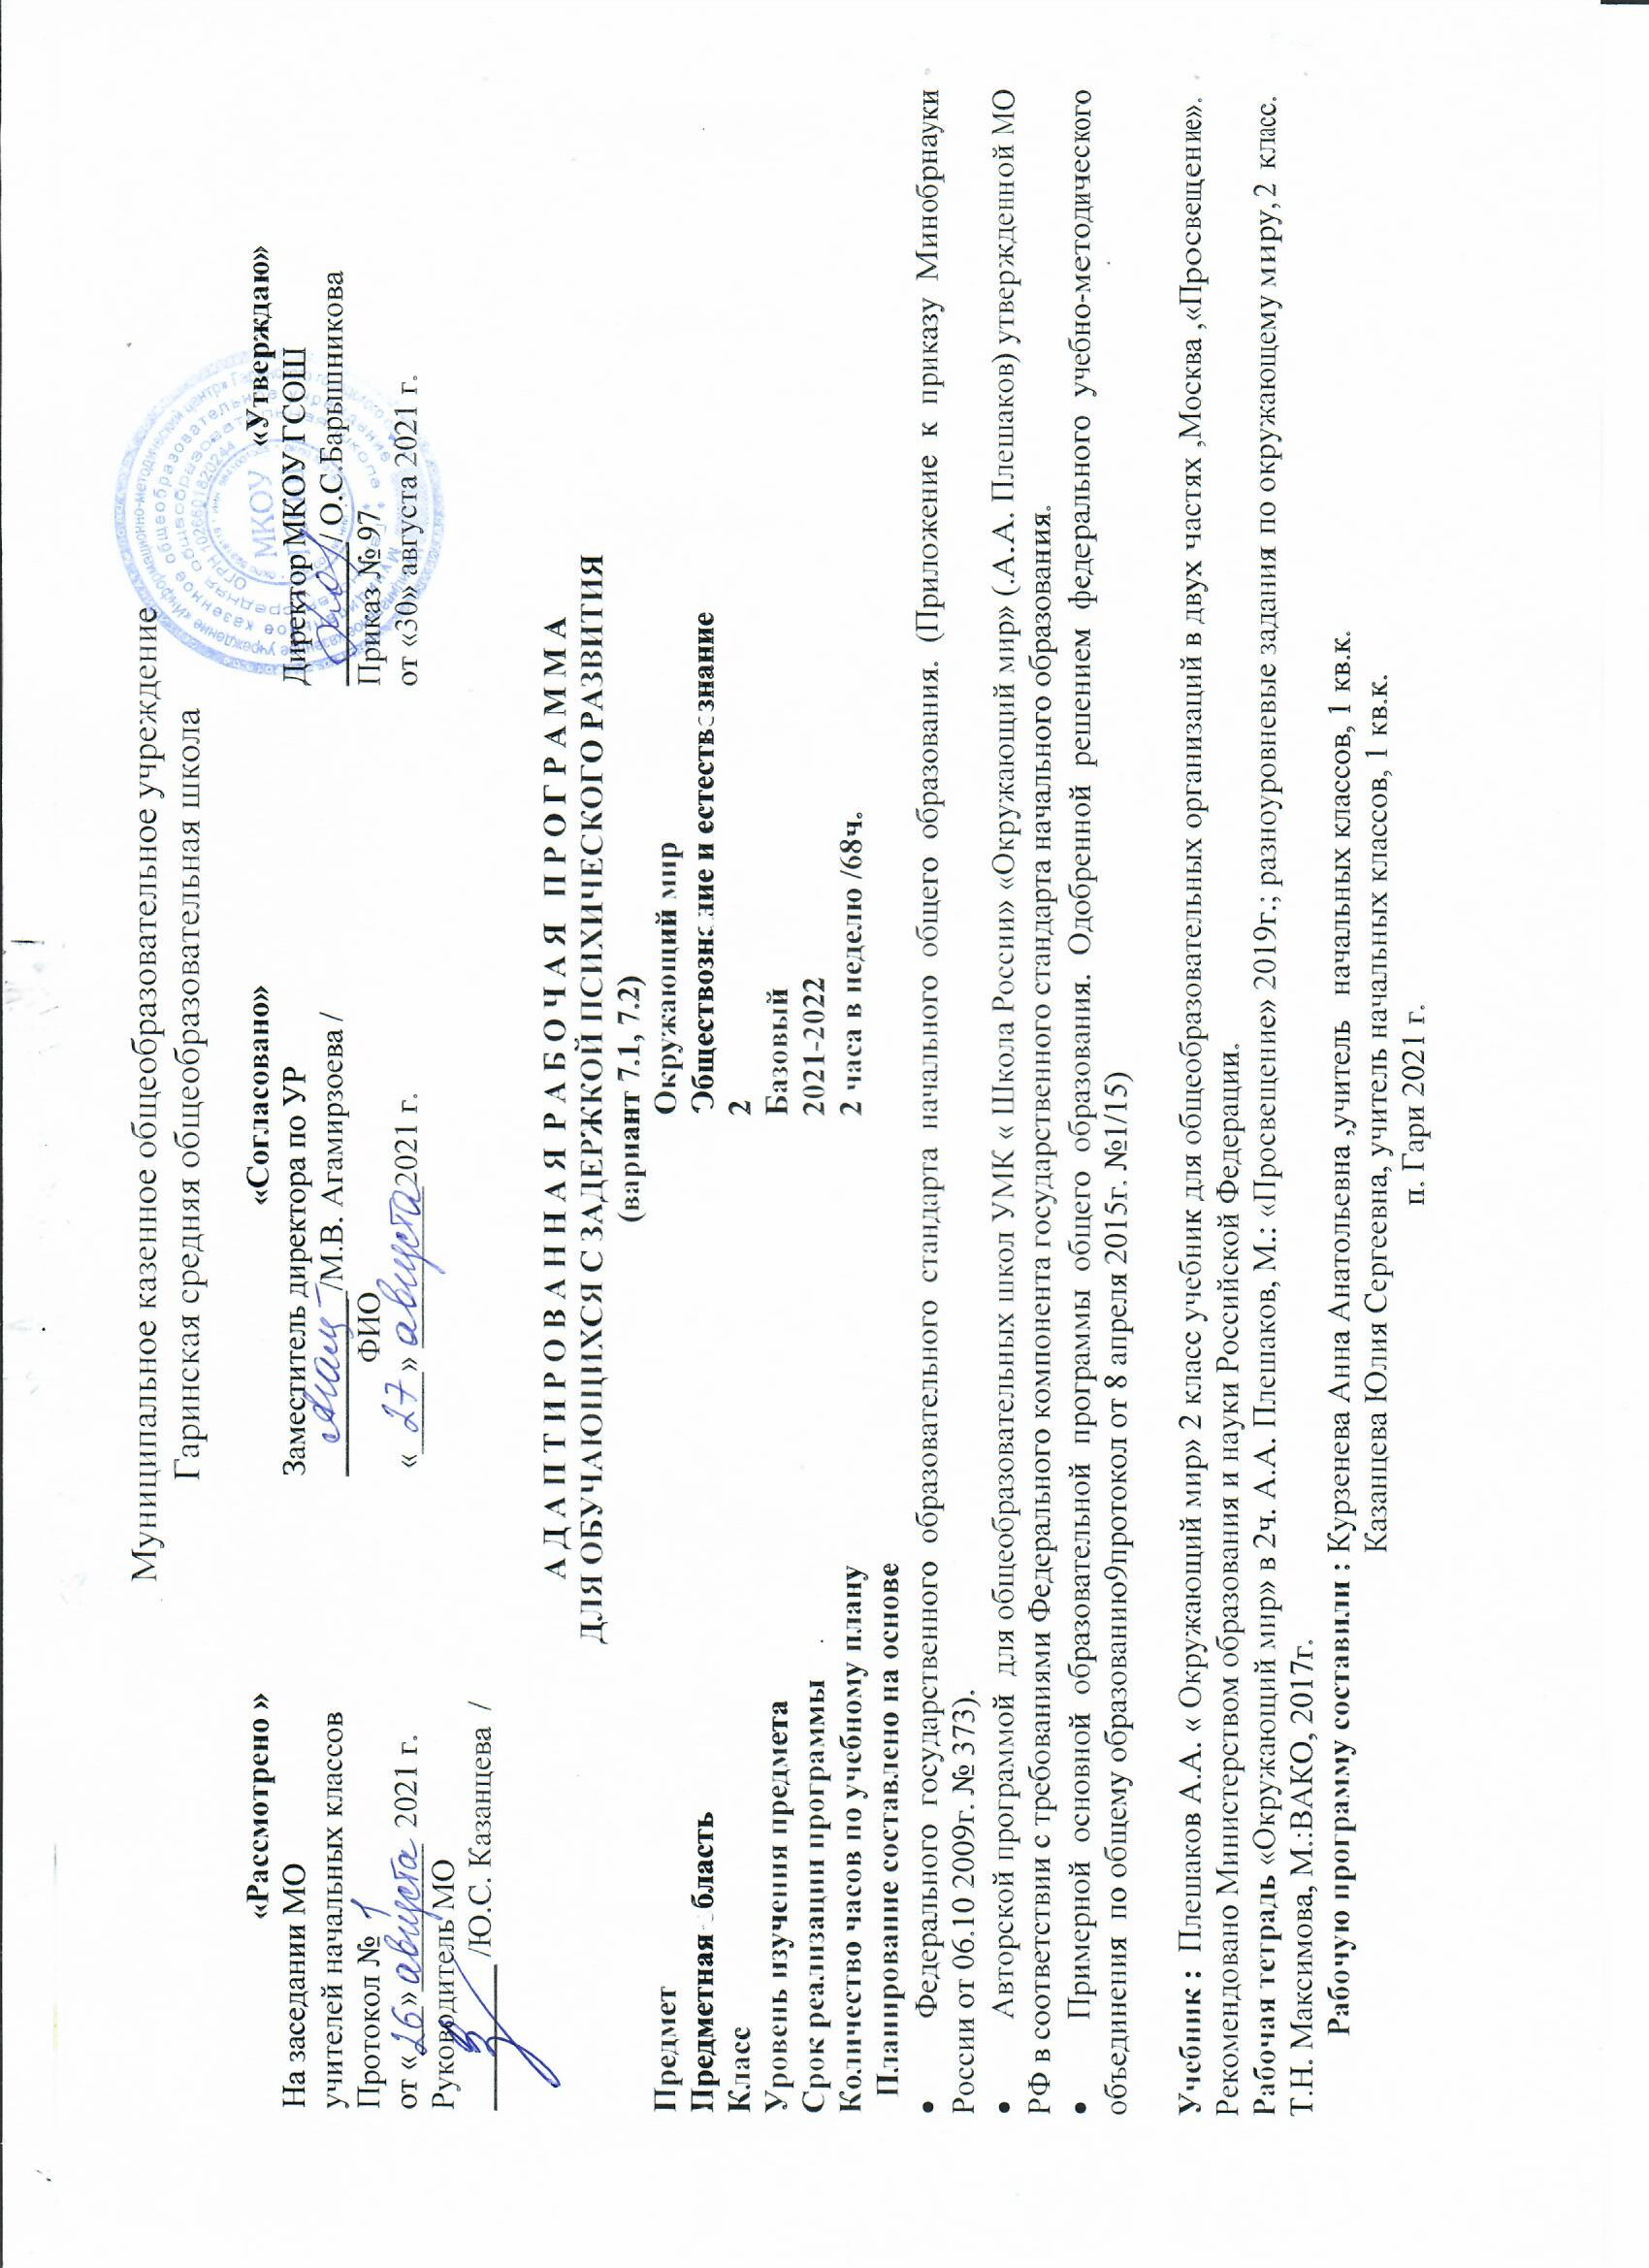 Муниципальное казенное общеобразовательное учреждение
Гаринская средняя общеобразовательная школа
«Рассмотрено »
На заседании МО
учителей начальных классов
Протокол № 1
от «26» августа 2021 г.
Руководитель МО
/Ю.С. Казанцева /
«Согласовано»
Заместитель директора по УР
/М.В. Агамирзоева /
ФИО
« 27 » августа 2021 г.
«Утверждаю»
Директор МКОУ ГСОШ
/ О.С.Барышникова
Приказ № 97
от «30» августа 2021 г.
МКОУ
ОГРН 1026601820244
А Д А П Т И Р О В А Н Н А Я Р А Б О Ч А Я П Р О Г Р А М М А
ДЛЯ ОБУЧАЮЩИХСЯ С ЗАДЕРЖКОЙ ПСИХИЧЕСКОГО РАЗВИТИЯ
(вариант 7.1, 7.2)
Предмет Окружающий мир
Предметная область Обществознание и естествознание
Класс 2
Уровень изучения предмета Базовый
Срок реализации программы 2021-2022
Количество часов по учебному плану 2 часа в неделю /68ч.
Планирование составлено на основе
• Федерального государственного образовательного стандарта начального общего образования. (Приложение к приказу Минобрнауки
России от 06.10 2009г. № 373).
• Авторской программой для общеобразовательных школ УМК « Школа России» «Окружающий мир» (.А.А. Плешаков) утвержденной МО
РФ в соответствии с требованиями Федерального компонента государственного стандарта начального образования.
• Примерной основной образовательной программы общего образования. Одобренной решением федерального учебно-методического
объединения по общему образованию9протокол от 8 апреля 2015г. №1/15)
Учебник : Плешаков А.А. « Окружающий мир» 2 класс учебник для общеобразовательных организаций в двух частях ,Москва ,«Просвещение».
Рекомендовано Министерством образования и науки Российской Федерации.
Рабочая тетрадь «Окружающий мир» в 2ч. А.А. Плешаков, М.: «Просвещение» 2019г.; разноуровневые задания по окружающему миру,2 класс.
Т.Н. Максимова, М.:ВАКО, 2017г.
Рабочую программу составили : Курзенева Анна Анатольевна ,учитель начальных классов, 1 кв.к.
Казанцева Юлия Сергеевна, учитель начальных классов, 1 кв.к.
п. Гари 2021 г.